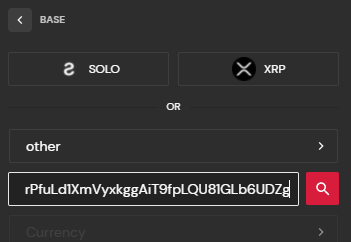 BASE
SOLO
XRP
OR
other
rPfuLd1XmVyxkggAiT9fpLQU81GLb6UDZg
Currency